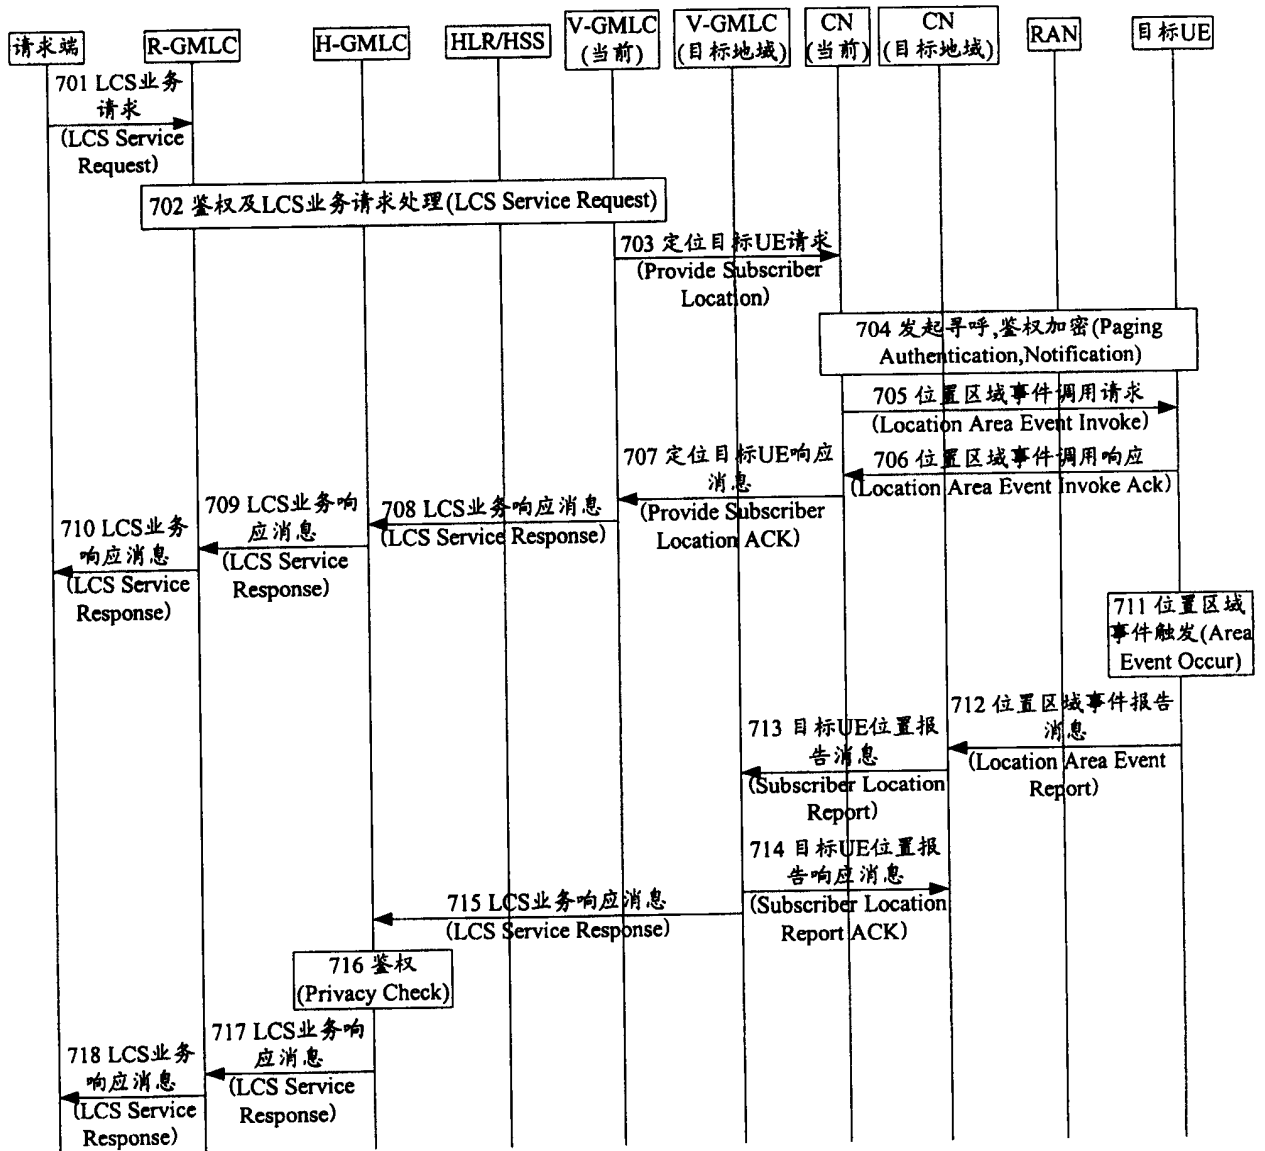 请求端
R-GMLC
H-GMLC
HLR/HSS
V-GMLC
(当前)
V-GMLC
(目标地域)
CN
(当前)
CN
(目标地域)
RAN
目标UE
701 LCS业务
请求
(LCS Service
Request)
702 鉴权及LCS业务请求处理(LCS Service Request)
703 定位目标UE请求
(Provide Subscriber
Location)
704 发起寻呼,鉴权加密(Paging
Authentication,Notification)
705 位置区域事件调用请求
(Location Area Event Invoke)
706 位置区域事件调用响应
(Location Area Event Invoke Ack)
707 定位目标UE响应
消息
(Provide Subscriber
Location ACK)
708 LCS业务响应消息
(LCS Service Response)
709 LCS业务响
应消息
(LCS Service
Response)
710 LCS业务
响应消息
(LCS Service
Response)
711 位置区域
事件触发(Area
Event Occur)
712 位置区域事件报告
消息
(Location Area Event
Report)
713 目标UE位置报
告消息
(Subscriber Location
Report)
714 目标UE位置报
告响应消息
(Subscriber Location
Report ACK)
715 LCS业务响应消息
(LCS Service Response)
716 鉴权
(Privacy Check)
717 LCS业务响
应消息
(LCS Service
Response)
718 LCS业务
响应消息
(LCS Service
Response)